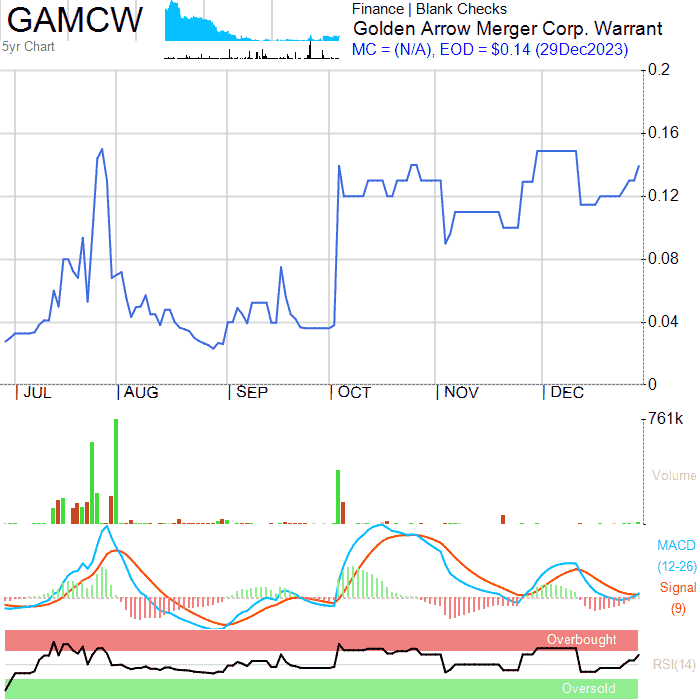 GAMCW
5yr Chart
Finance | Blank Checks
Golden Arrow Merger Corp. Warrant
MC = (N/A), EOD = $0.14 (29Dec2023)
0.2
0.16
0.12
0.08
0.04
0
JUL AUG SEP OCT NOV DEC
761k
Volume
MACD
(12-26)
Signal
(9)
Overbought
RSI(14)
Oversold